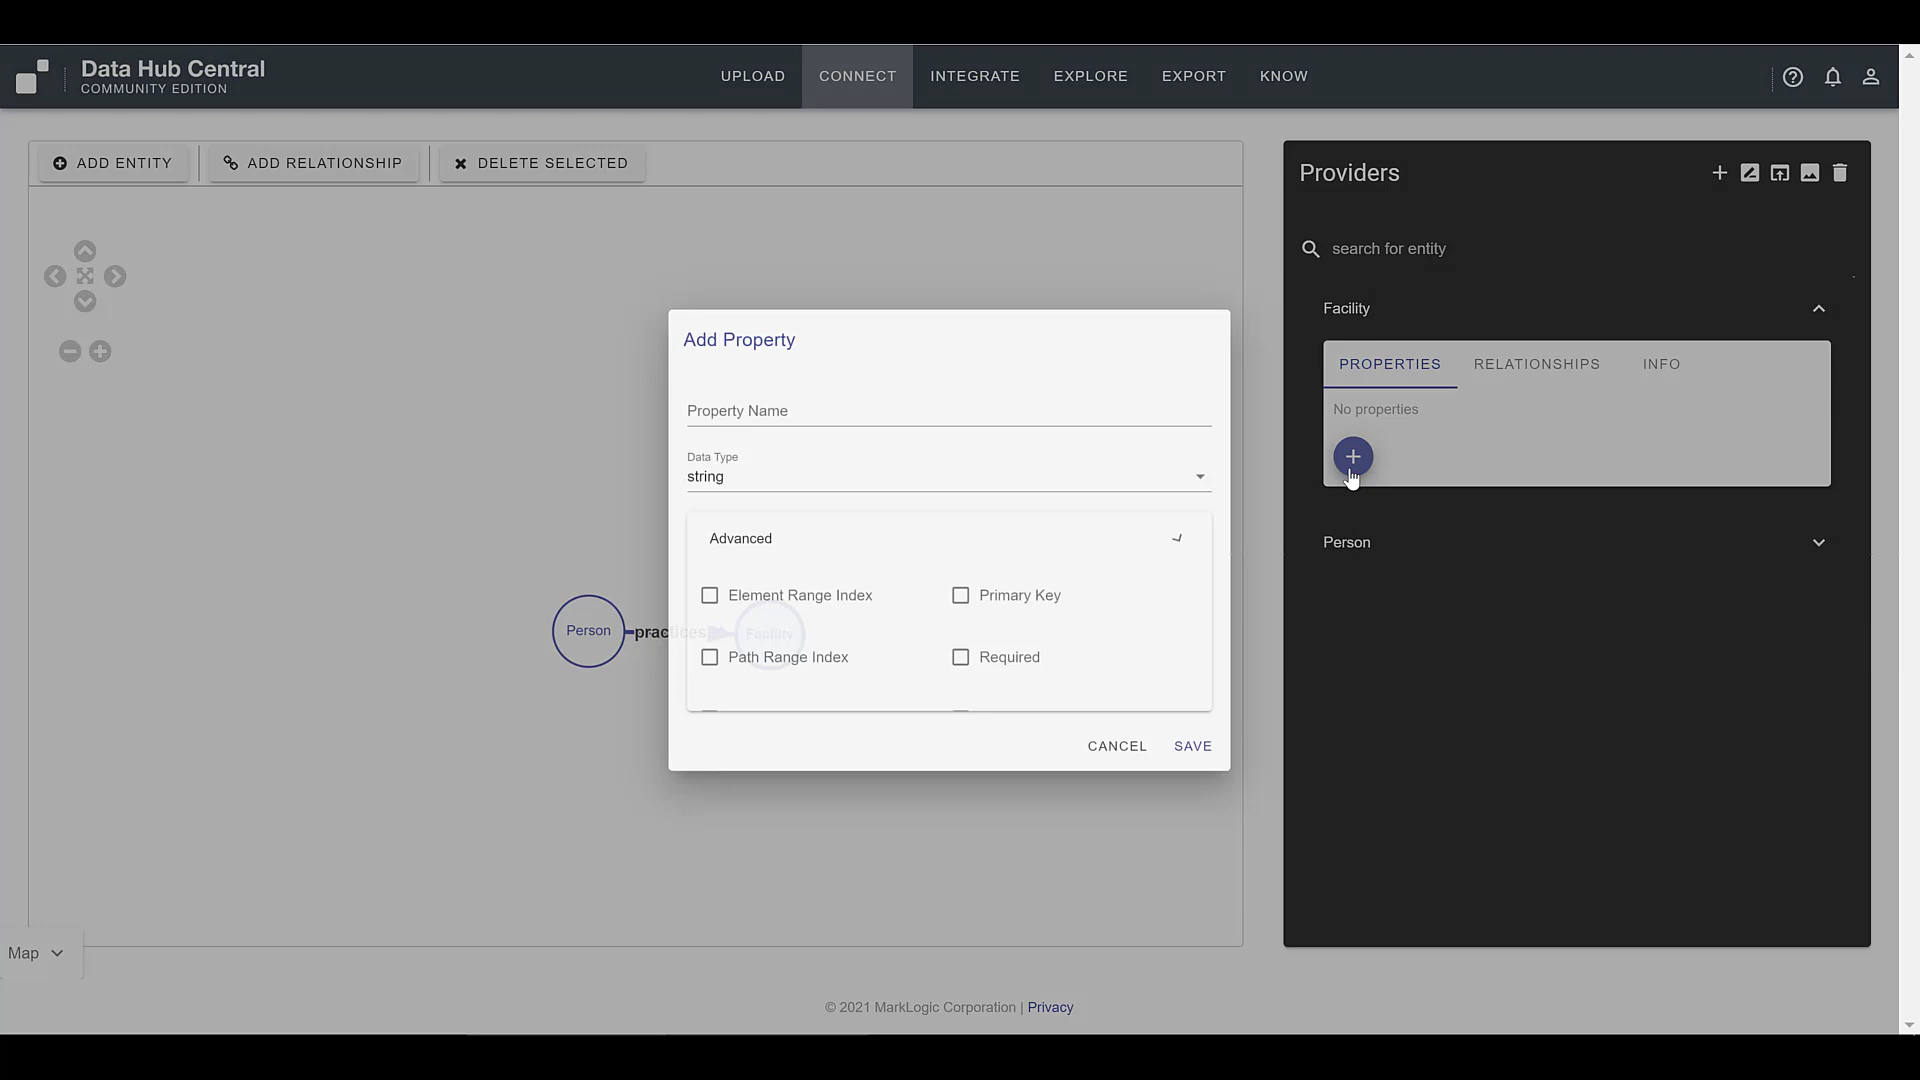 Data Hub Central
COMMUNITY EDITION
UPLOAD CONNECT INTEGRATE EXPLORE EXPORT KNOW
ADD ENTITY ADD RELATIONSHIP DELETE SELECTED
Providers
search for entity
Facility
PROPERTIES RELATIONSHIPS INFO
No properties
Person
Add Property
Property Name
Data Type
string
Advanced
Element Range Index Primary Key
Path Range Index Required
CANCEL SAVE
Person practices Facility
Map
© 2021 MarkLogic Corporation | Privacy